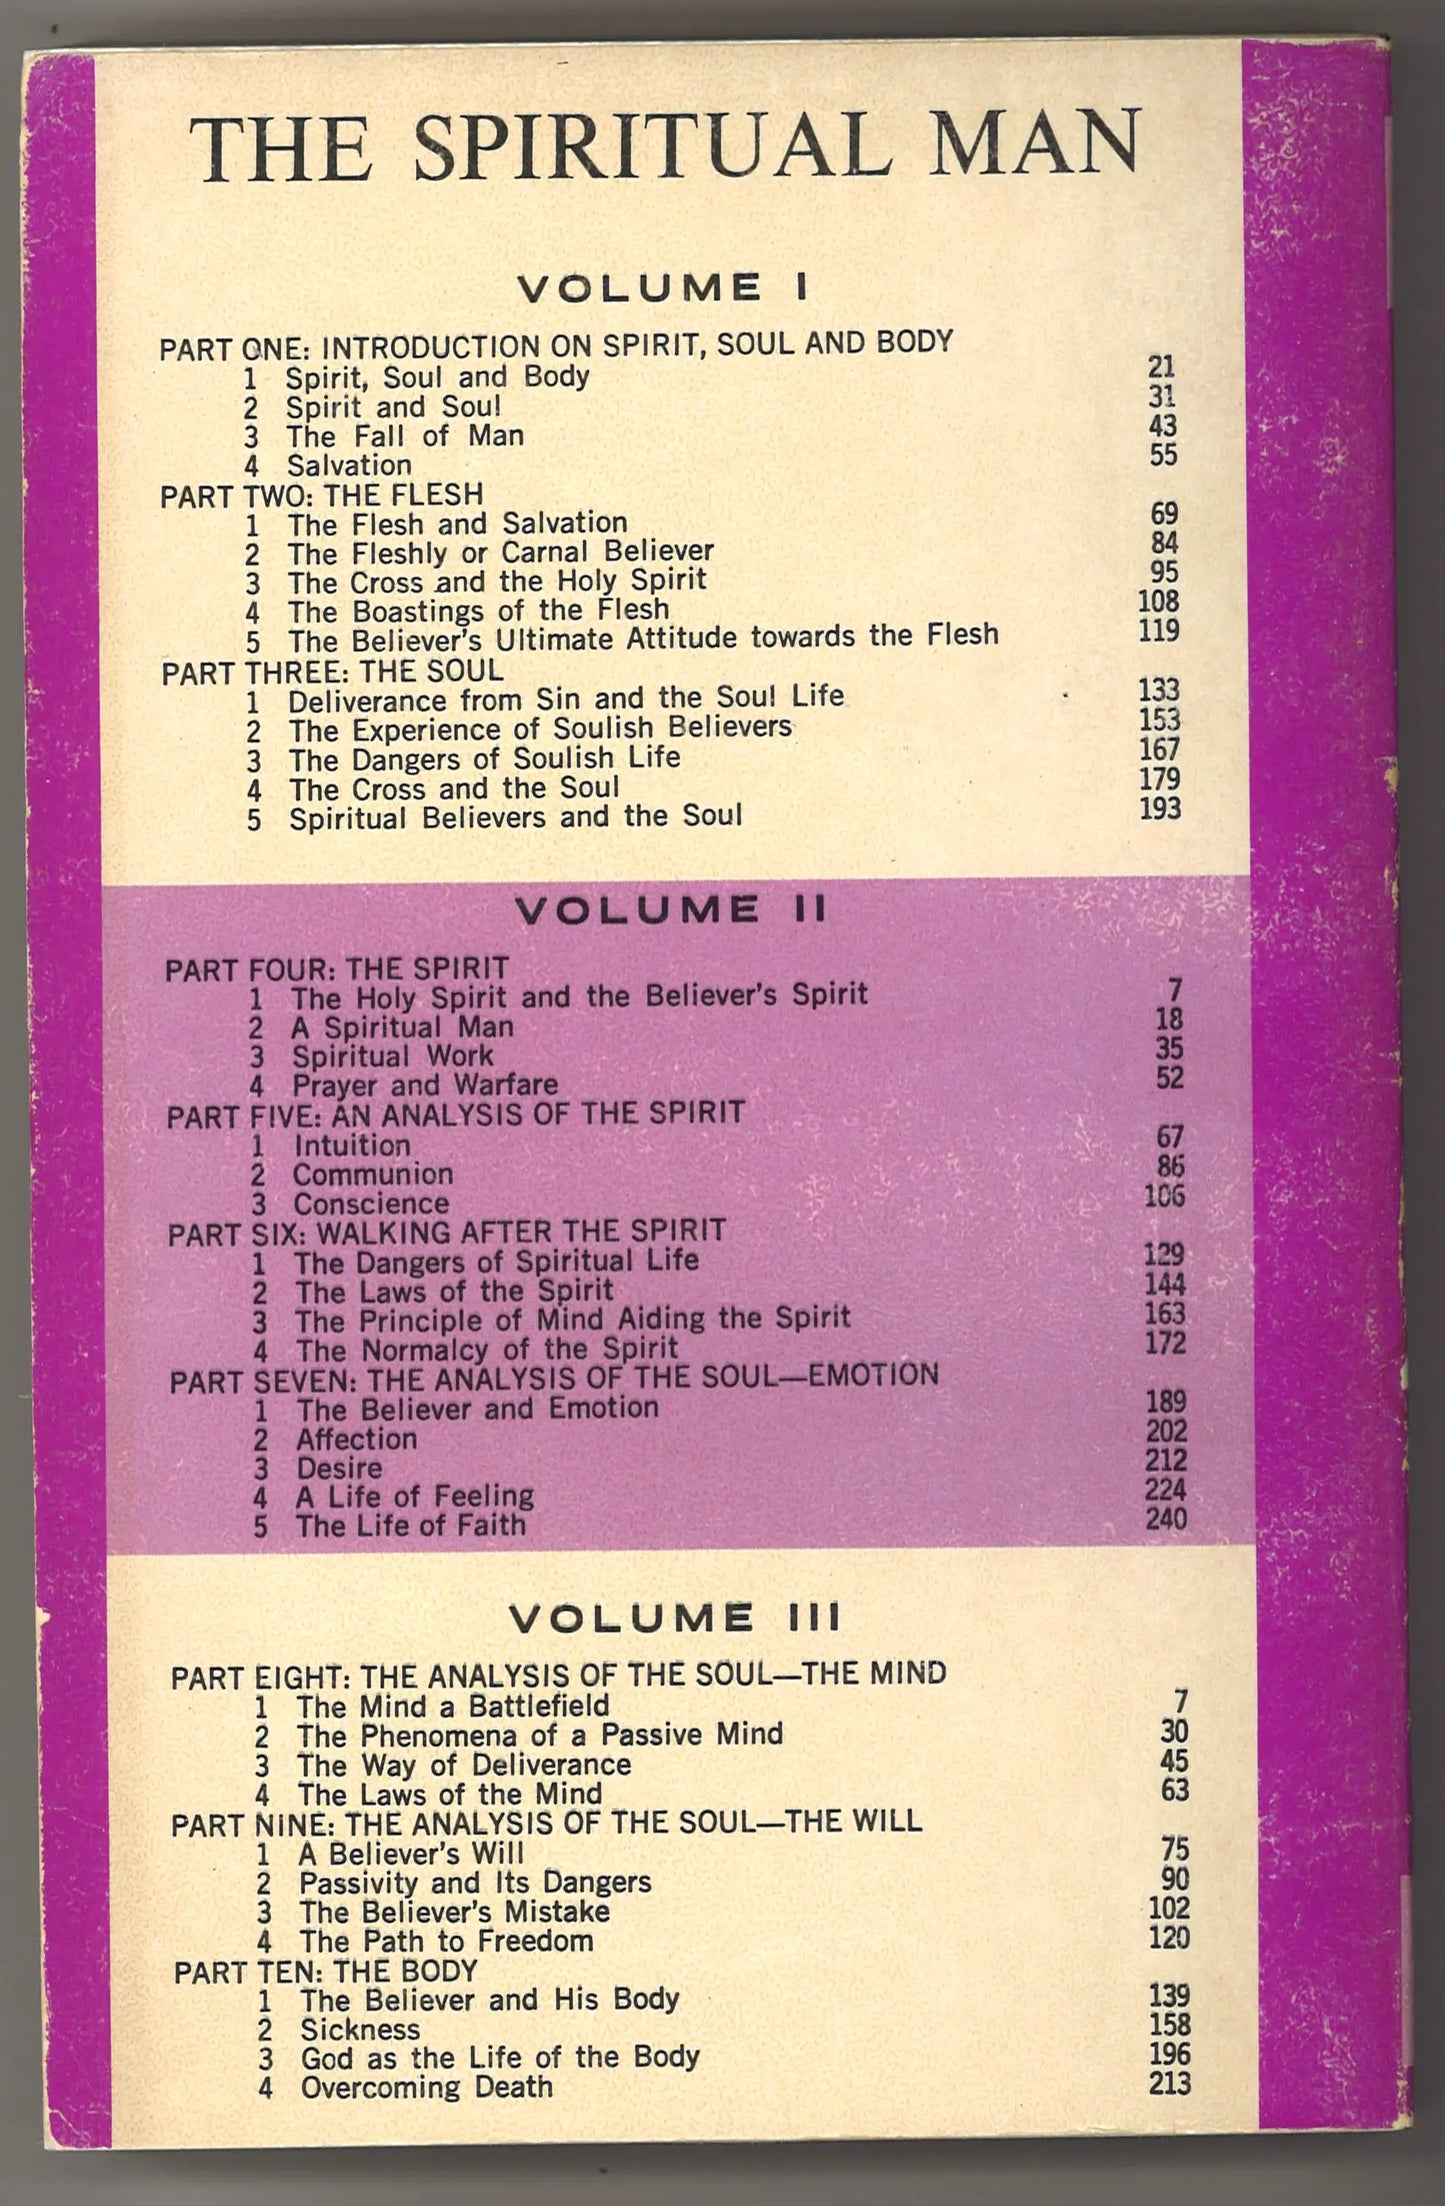 THE SPIRITUAL MAN
VOLUME I
PART ONE: INTRODUCTION ON SPIRIT, SOUL AND BODY
1 Spirit, Soul and Body 21
2 Spirit and Soul 31
3 The Fall of Man 43
4 Salvation 55
PART TWO: THE FLESH
1 The Flesh and Salvation 69
2 The Fleshly or Carnal Believer 84
3 The Cross and the Holy Spirit 95
4 The Boastings of the Flesh 108
5 The Believer's Ultimate Attitude towards the Flesh 119
PART THREE: THE SOUL
1 Deliverance from Sin and the Soul Life 133
2 The Experience of Soulish Believers 153
3 The Dangers of Soulish Life 167
4 The Cross and the Soul 179
5 Spiritual Believers and the Soul 193
VOLUME II
PART FOUR: THE SPIRIT
1 The Holy Spirit and the Believer's Spirit 7
2 A Spiritual Man 18
3 Spiritual Work 35
4 Prayer and Warfare 52
PART FIVE: AN ANALYSIS OF THE SPIRIT
1 Intuition 67
2 Communion 86
3 Conscience 106
PART SIX: WALKING AFTER THE SPIRIT
1 The Dangers of Spiritual Life 129
2 The Laws of the Spirit 144
3 The Principle of Mind Aiding the Spirit 163
4 The Normalcy of the Spirit 172
PART SEVEN: THE ANALYSIS OF THE SOUL—EMOTION
1 The Believer and Emotion 189
2 Affection 202
3 Desire 212
4 A Life of Feeling 224
5 The Life of Faith 240
VOLUME III
PART EIGHT: THE ANALYSIS OF THE SOUL—THE MIND
1 The Mind a Battlefield 7
2 The Phenomena of a Passive Mind 30
3 The Way of Deliverance 45
4 The Laws of the Mind 63
PART NINE: THE ANALYSIS OF THE SOUL—THE WILL
1 A Believer's Will 75
2 Passivity and Its Dangers 90
3 The Believer's Mistake 102
4 The Path to Freedom 120
PART TEN: THE BODY
1 The Believer and His Body 139
2 Sickness 158
3 God as the Life of the Body 196
4 Overcoming Death 213